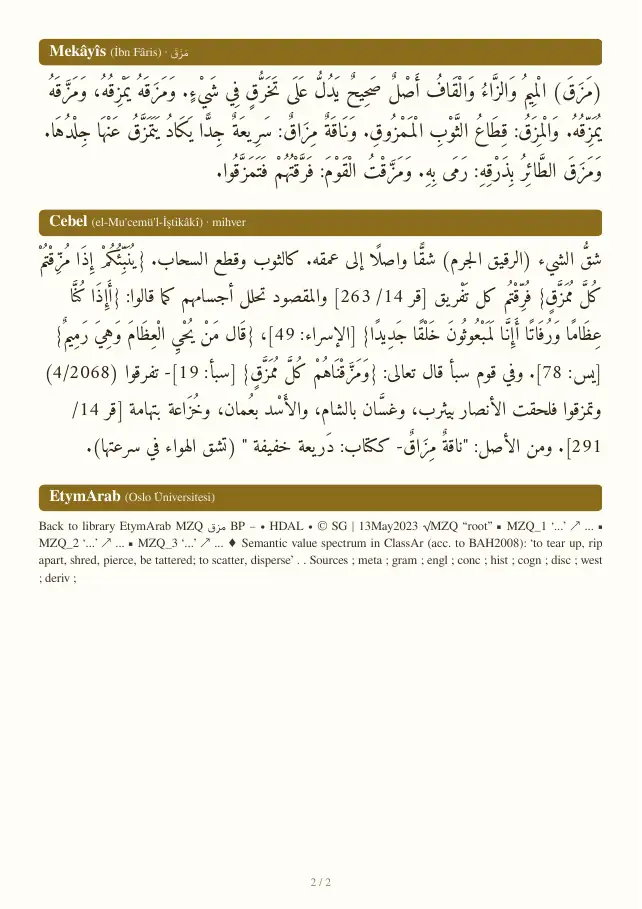 Mekâyîs (İbn Fâris) · مَزَقَ
(مَزَقَ) الْمِيمُ وَالزَّاءُ وَالْقَافُ أَصْلٌ صَحِيحٌ يَدُلُّ عَلَى تَخَرُّقٍ فِي شَيْءٍ. وَمَزَقَهُ يَمْزِقُهُ، وَمَزَّقَهُ
يُمَزِّقُهُ. وَالْمِزَقُ: قِطَاعُ الثَّوْبِ الْمَمْزُوقِ. وَنَاقَةٌ مِزَاقٌ: سَرِيعَةٌ جِدًّا يَكَادُ يَتَمَزَّقُ عَنْهَا جِلْدُهَا.
وَمَزَقَ الطَّائِرُ بِذَرْقِهِ: رَمَى بِهِ. وَمَزَّقْتُ الْقَوْمَ: فَرَّقْتُهُمْ فَتَمَزَّقُوا.
Cebel (el-Mu'cemü'l-İştikâkî) · mihver
شقُّ الشيء (الرقيق الجرم) شقًّا واصلًا إلى عمقه. كالثوب وقطع السحاب. {يُنَبِّئُكُمْ إِذَا مُزِّقْتُمْ
كُلَّ مُمَزَّقٍ} فُرِّقْتُم كل تَفْريق [قر 14/ 263] والمقصود تحلل أجسامهم كما قالوا: {أَإِذَا كُنَّا
عِظَامًا وَرُفَاتًا أَإِنَّا لَمَبْعُوثُونَ خَلْقًا جَدِيدًا} [الإسراء: 49]، {قال مَنْ يُحْيِ الْعِظَامَ وَهِيَ رَمِيمٌ}
[يس: 78]. وفي قوم سبأ قال تعالى: {وَمَزَّقْنَاهُمْ كُلَّ مُمَزَّقٍ} [سبأ: 19]- تفرقوا (4/2068)
وتمزقوا فلحقت الأنصار بيثرب، وغسَّان بالشام، والأَسْد بعُمان، وخُزَاعة بتهامة [قر 14/
291]. ومن الأصل: "ناقةٌ مِزَاقٌ- ككتاب: دَريعة خفيفة " (تشق الهواء في سرعتها).
EtymArab (Oslo Üniversitesi)
Back to library EtymArab MZQ مزق BP – • HDAL • © SG | 13May2023 √MZQ “root” ▪ MZQ_1 ‘...’ ↗ ... ▪
MZQ_2 ‘...’ ↗ ... ▪ MZQ_3 ‘...’ ↗ ... ♦ Semantic value spectrum in ClassAr (acc. to BAH2008): ‘to tear up, rip
apart, shred, pierce, be tattered; to scatter, disperse’ . . Sources ; meta ; gram ; engl ; conc ; hist ; cogn ; disc ; west
; deriv ;
2 / 2